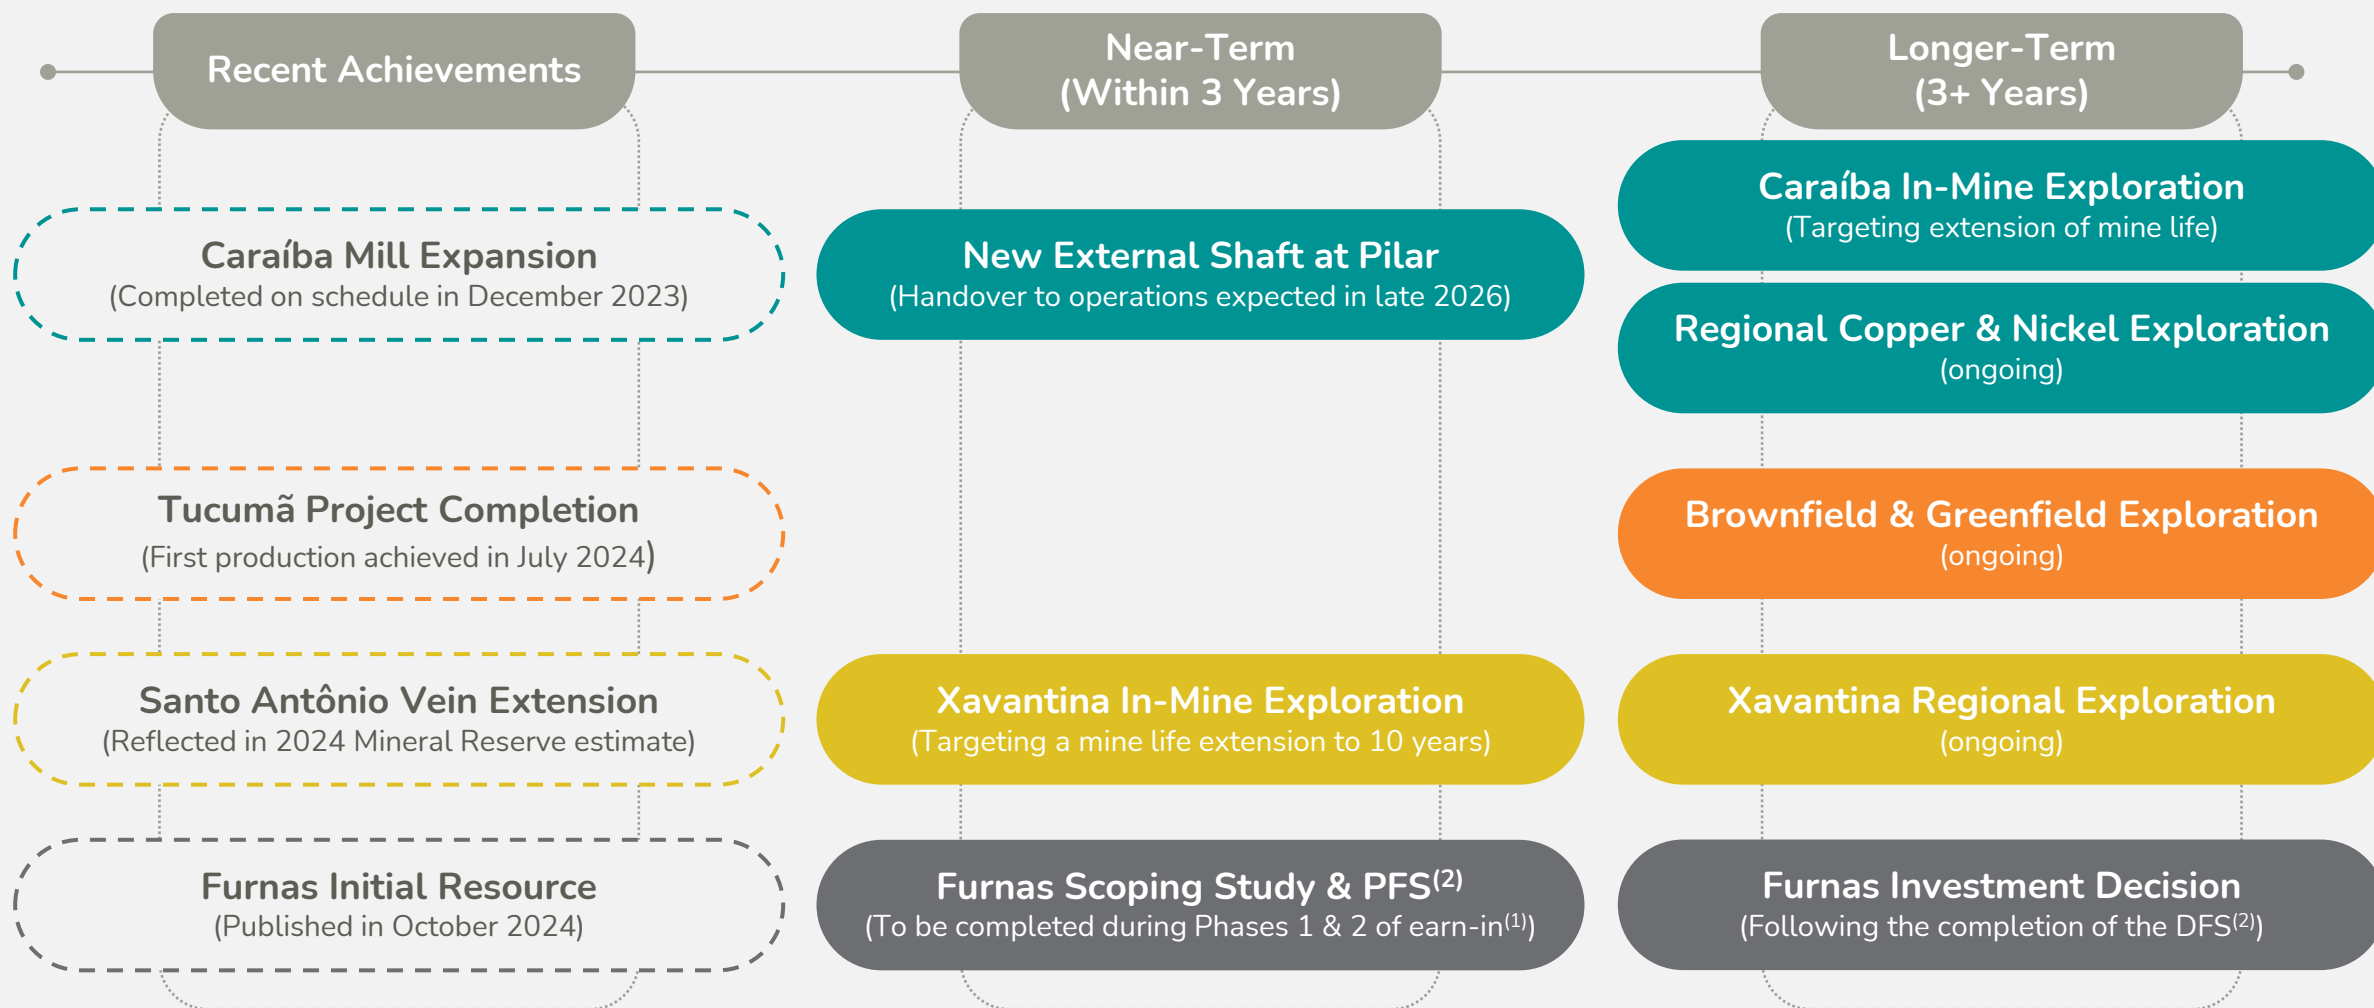 Recent Achievements
Near-Term
(Within 3 Years)
Longer-Term
(3+ Years)
Caraíba Mill Expansion
(Completed on schedule in December 2023)
Tucumã Project Completion
(First production achieved in July 2024)
Santo Antônio Vein Extension
(Reflected in 2024 Mineral Reserve estimate)
Furnas Initial Resource
(Published in October 2024)
New External Shaft at Pilar
(Handover to operations expected in late 2026)
Xavantina In-Mine Exploration
(Targeting a mine life extension to 10 years)
Furnas Scoping Study & PFS(2)
(To be completed during Phases 1 & 2 of earn-in(1))
Caraíba In-Mine Exploration
(Targeting extension of mine life)
Regional Copper & Nickel Exploration
(ongoing)
Brownfield & Greenfield Exploration
(ongoing)
Xavantina Regional Exploration
(ongoing)
Furnas Investment Decision
(Following the completion of the DFS(2))